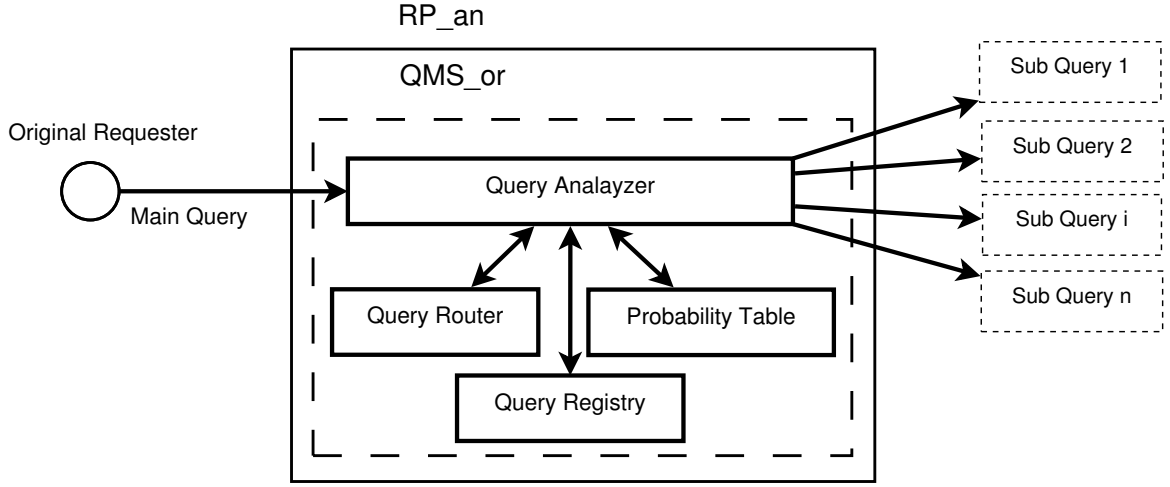 RP_an
QMS_or
Original Requester
Main Query
Query Analayzer
Query Router
Probability Table
Query Registry
Sub Query 1
Sub Query 2
Sub Query i
Sub Query n